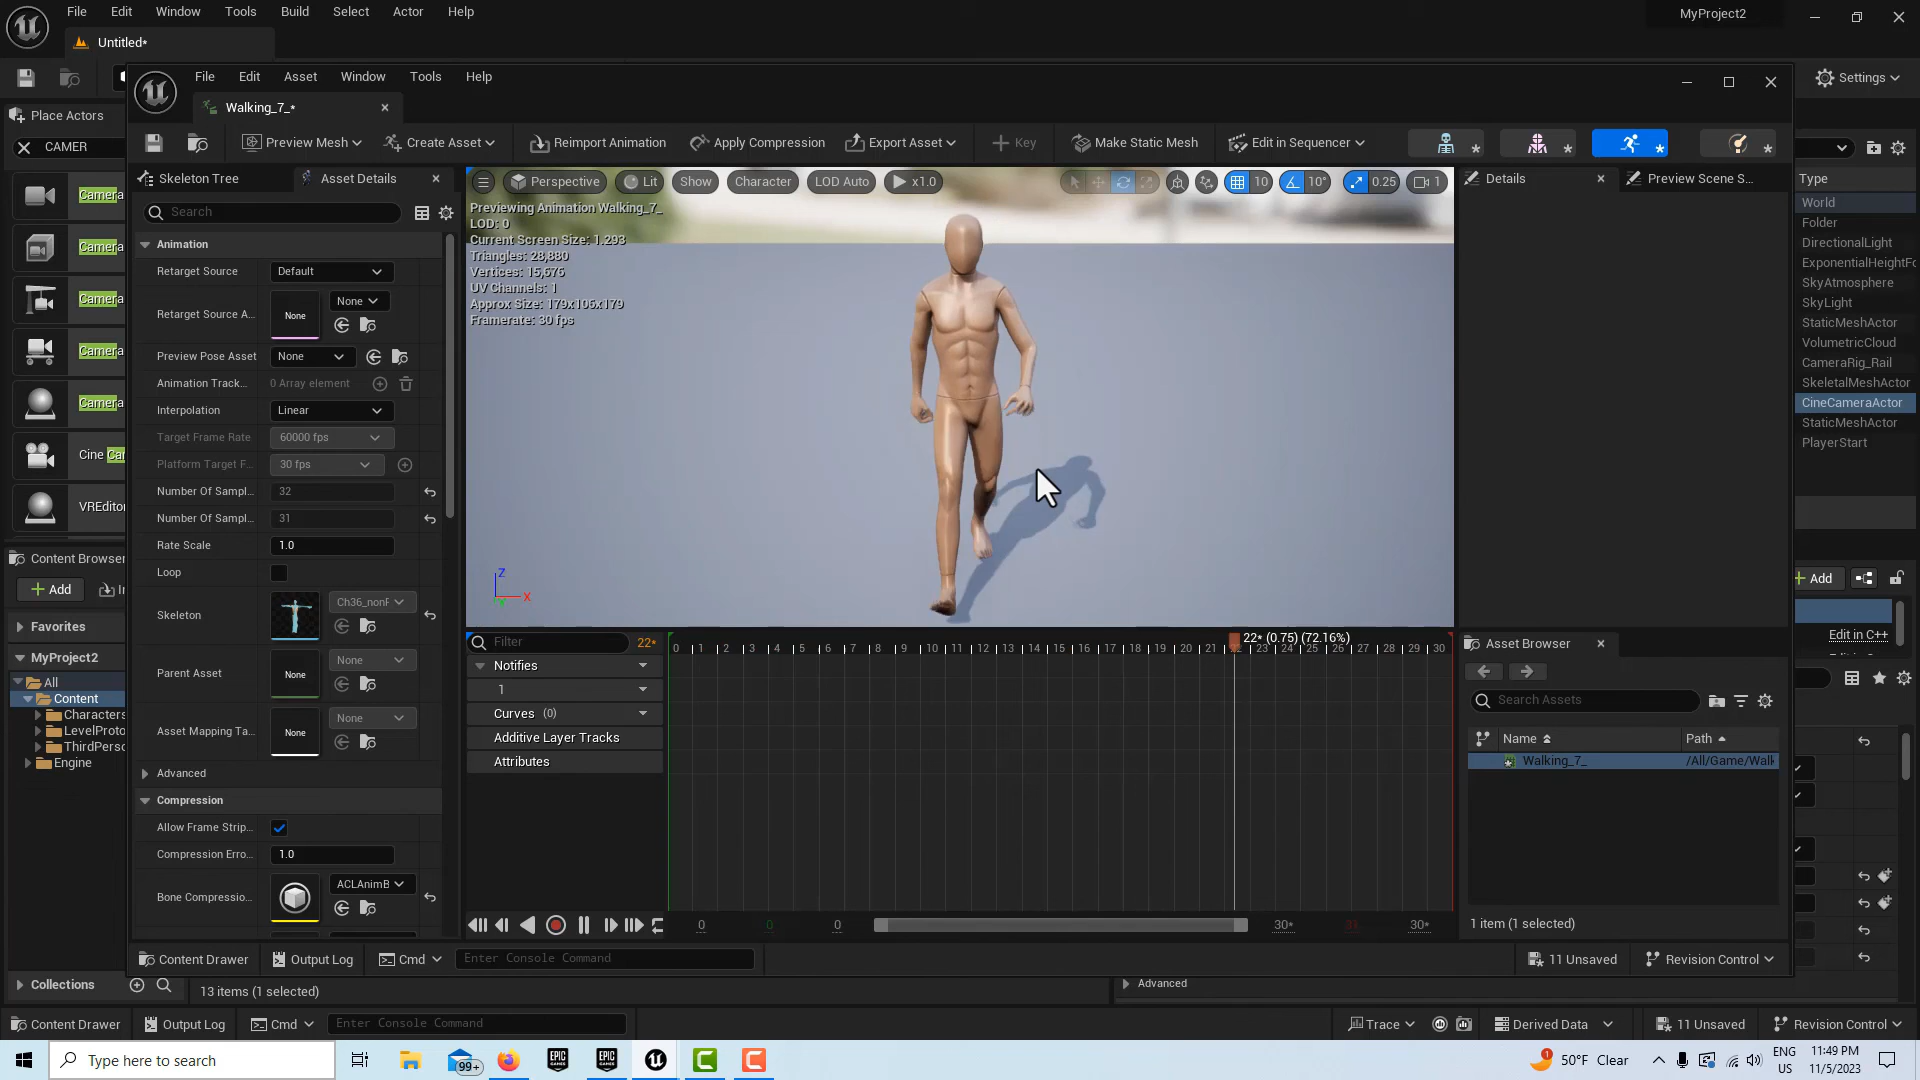 File Edit Window Tools Build Select Actor Help
MyProject2
Untitled*
Settings
File Edit Asset Window Tools Help
Walking_7_*
Place Actors
CAMER
Preview Mesh
Create Asset
Reimport Animation
Apply Compression
Export Asset
Key
Make Static Mesh
Edit in Sequencer
Skeleton Tree
Asset Details
Search
Perspective
Lit
Show
Character
LOD Auto
x1.0
10
10°
0.25
1
Details
Preview Scene S...
Type
Previewing Animation Walking_7_
LOD: 0
Current Screen Size: 1.293
Triangles: 28,880
Vertices: 15,676
UV Channels: 1
Approx Size: 179x106x179
Framerate: 30 fps
Z
X
Animation
Retarget Source Default
Retarget Source A... None None
Preview Pose Asset None
Animation Track... 0 Array element
Interpolation Linear
Target Frame Rate 60000 fps
Platform Target F... 30 fps
Number Of Sampl... 32
Number Of Sampl... 31
Rate Scale 1.0
Loop
Skeleton
Parent Asset None None
Asset Mapping Ta... None None
Advanced
Compression
Allow Frame Strip...
Compression Erro... 1.0
Bone Compressio... ACLAnimB
Camera
Camera
Camera
Camera
Camera
Cine Car
VREditor
Content Browser
Add
Favorites
MyProject2
All
Content
Characters
LevelProto
ThirdPerso
Engine
Collections
13 items (1 selected)
World
Folder
DirectionalLight
ExponentialHeightFo
SkyAtmosphere
SkyLight
StaticMeshActor
VolumetricCloud
CameraRig_Rail
SkeletalMeshActor
CineCameraActor
StaticMeshActor
PlayerStart
Add
Edit in C++
Filter 22*
Notifies
1
Curves (0)
Additive Layer Tracks
Attributes
22* (0.75) (72.16%)
0 1 2 3 4 5 6 7 8 9 10 11 12 13 14 15 16 17 18 19 20 21 23 24 25 26 27 28 29 30
0 0 0 30* 31 30*
Asset Browser
Search Assets
Name Path
Walking_7_ /All/Game/Walk
1 item (1 selected)
Content Drawer
Output Log
Cmd
Enter Console Command
11 Unsaved
Revision Control
Advanced
Content Drawer
Output Log
Cmd
Enter Console Command
Trace
Derived Data
11 Unsaved
Revision Control
Type here to search
99+
EPIC GAMES
EPIC GAMES
1
50°F Clear
ENG
US
11:49 PM
11/5/2023